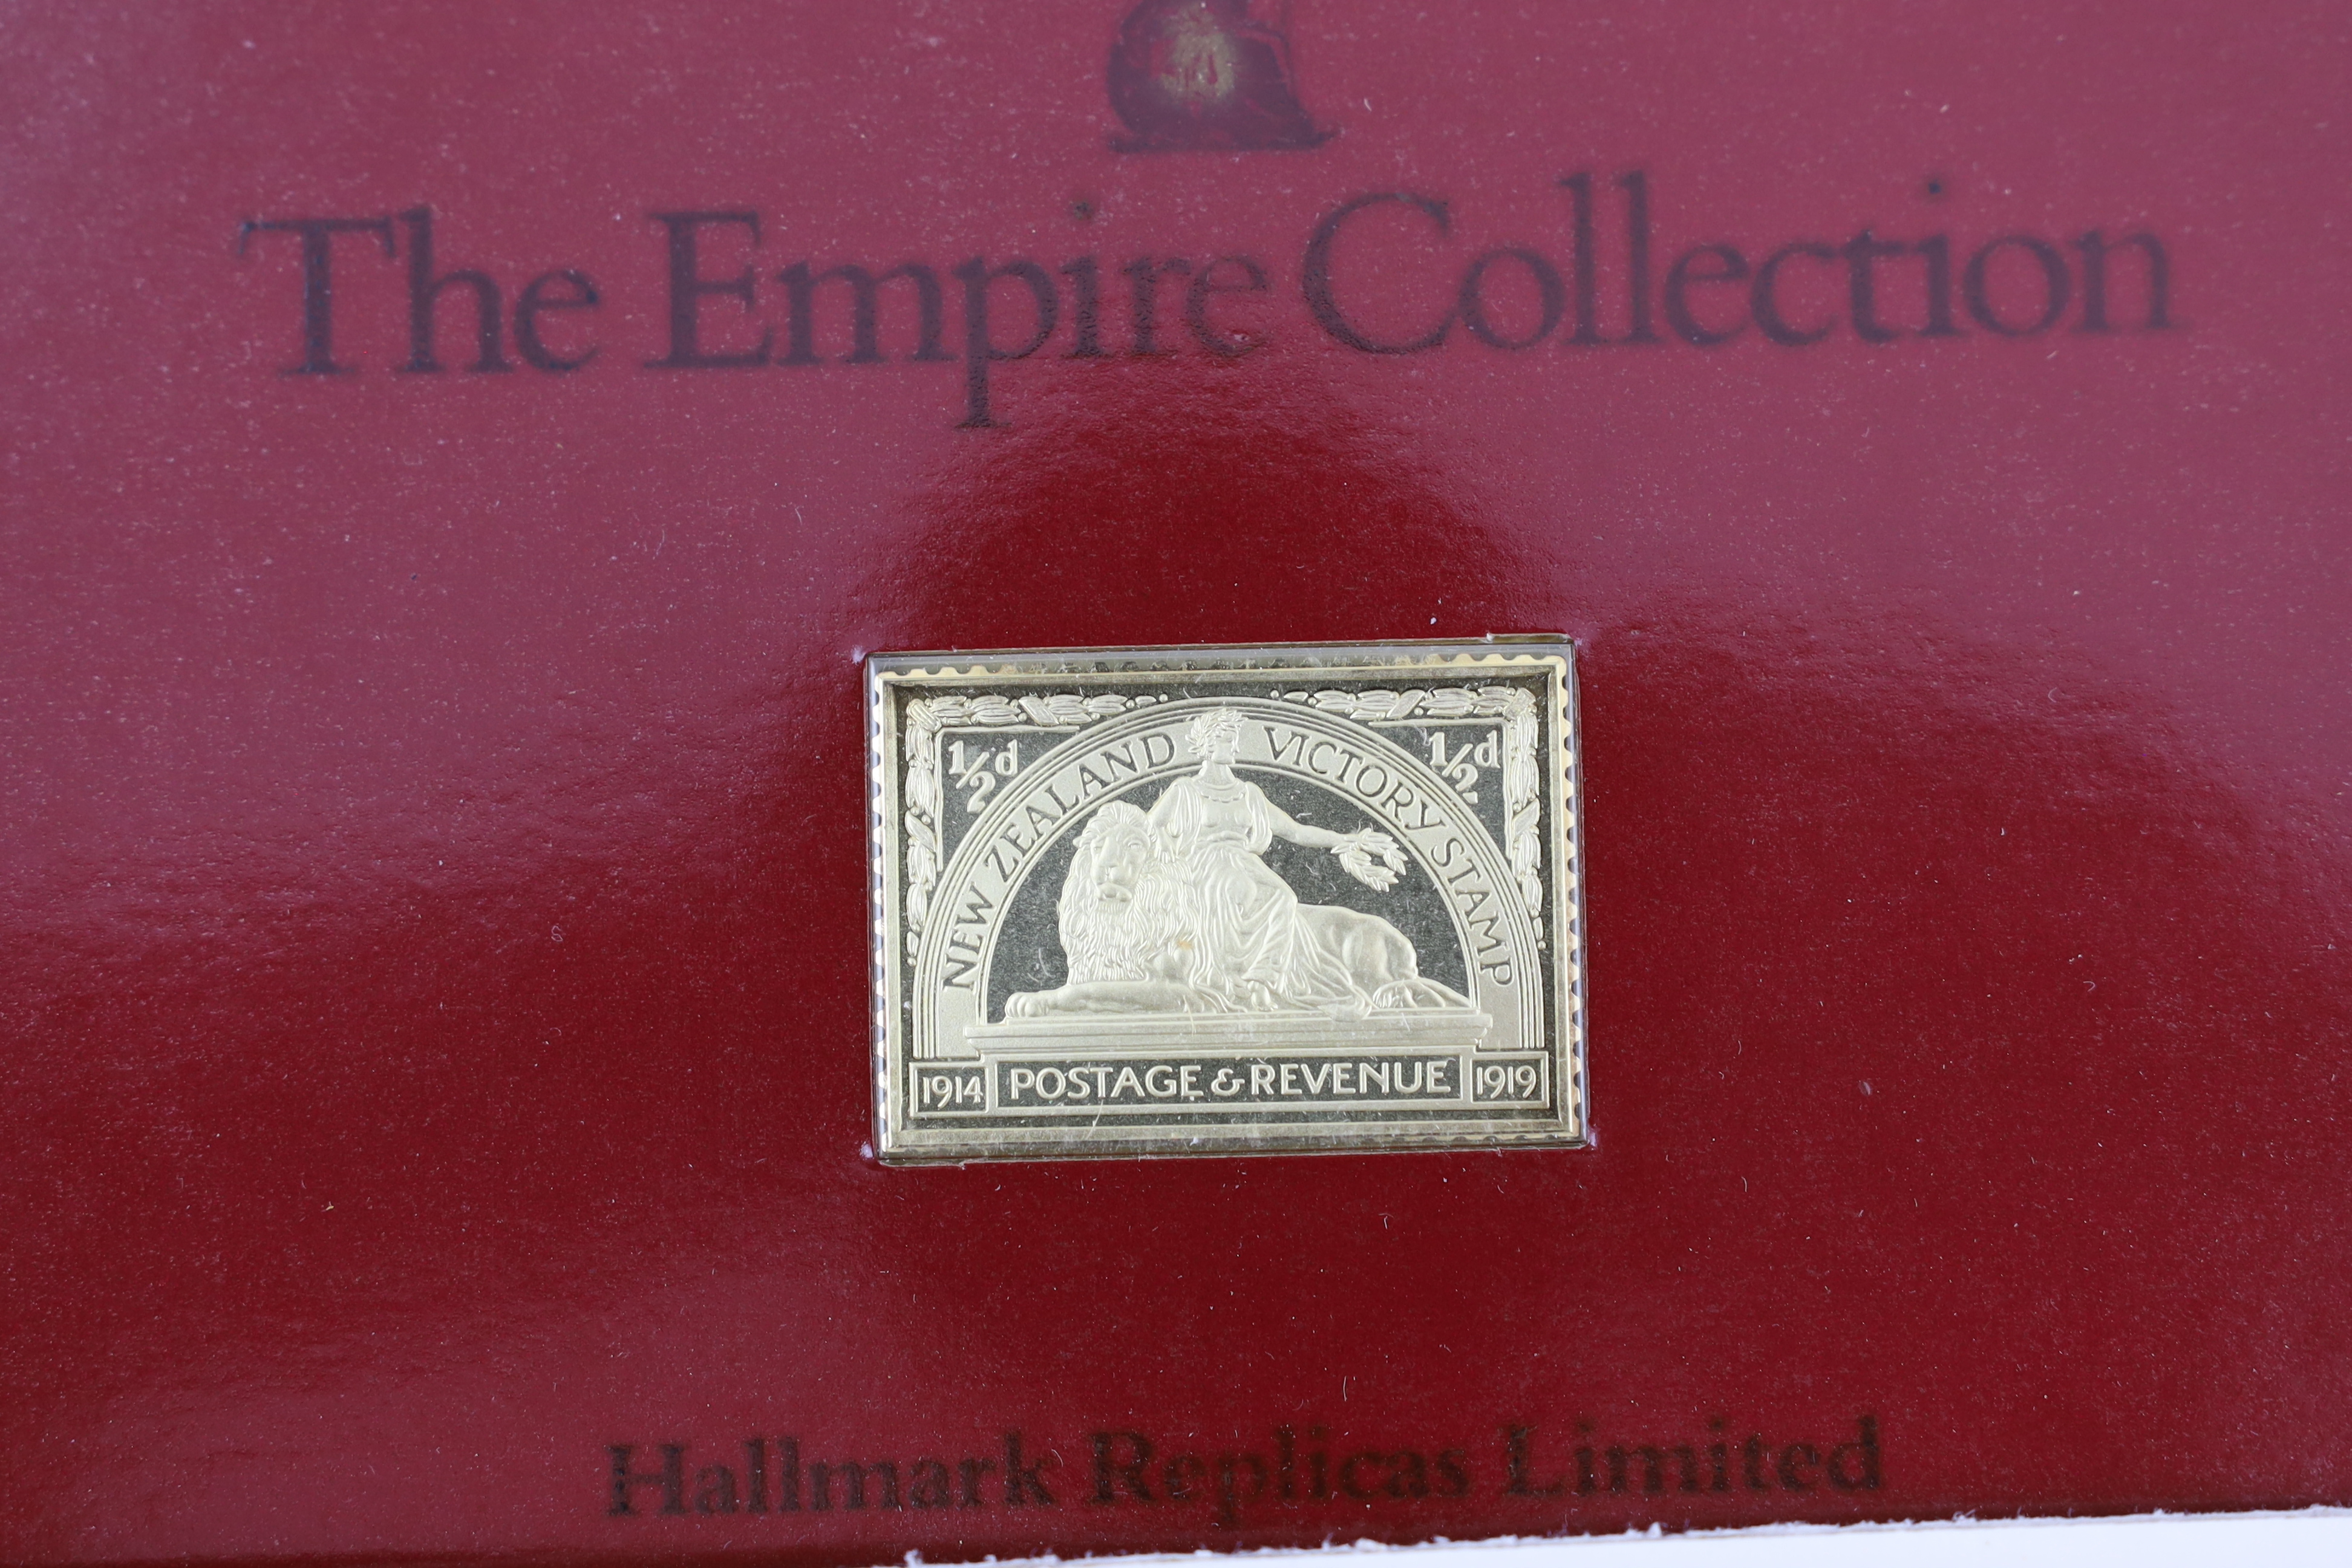 The Empire Collection
½d ½d
NEW ZEALAND VICTORY STAMP
1914 POSTAGE & REVENUE 1919
Hallmark Replicas Limited